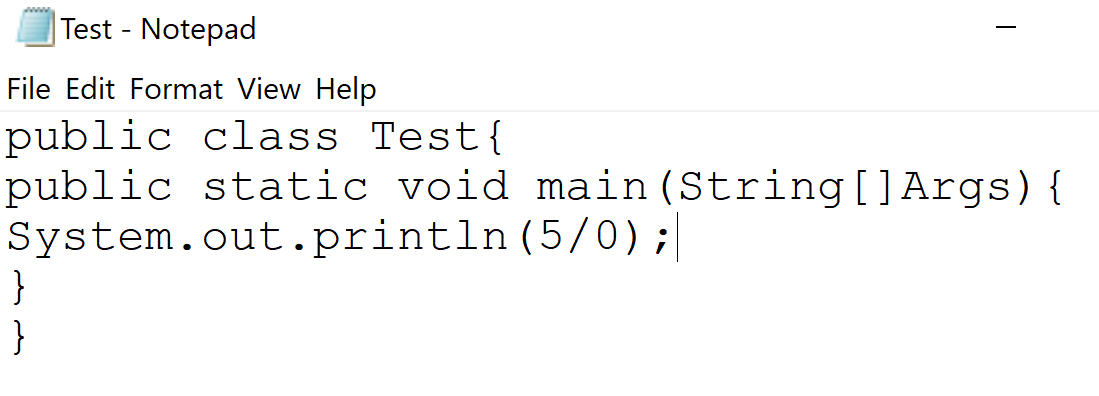 Test - Notepad
File Edit Format View Help
public class Test{
public static void main(String[]Args){
System.out.println(5/0);
}
}